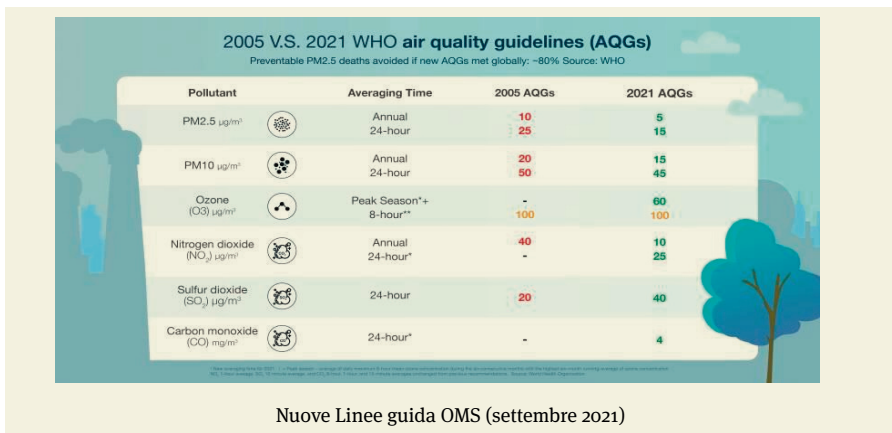 2005 V.S. 2021 WHO air quality guidelines (AQGs)
Preventable PM2.5 deaths avoided if new AQGs met globally: ~80% Source: WHO
Pollutant Averaging Time 2005 AQGs 2021 AQGs
PM2.5 µg/m³ Annual 10 5
24-hour 25 15
PM10 µg/m³ Annual 20 15
24-hour 50 45
Ozone Peak Season*+ - 60
(O3) µg/m³ 8-hour** 100 100
Nitrogen dioxide Annual 40 10
(NO₂) µg/m³ 24-hour* - 25
Sulfur dioxide
(SO₂) µg/m³ 24-hour 20 40
Carbon monoxide
(CO) mg/m³ 24-hour* - 4
Nuove Linee guida OMS (settembre 2021)